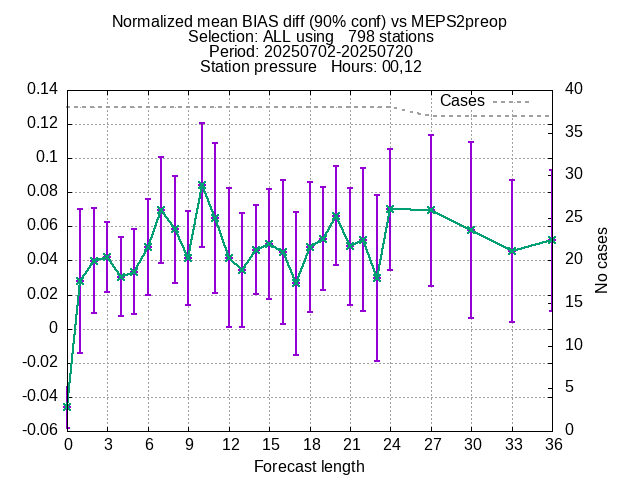 Normalized mean BIAS diff (90% conf) vs MEPS2preop
Selection: ALL using   798 stations
Period: 20250702-20250720
Station pressure   Hours: 00,12
Cases
0.14
0.12
0.1
0.08
0.06
0.04
0.02
0
-0.02
-0.04
-0.06
40
35
30
25
20
15
10
5
0
No cases
0 3 6 9 12 15 18 21 24 27 30 33 36
Forecast length